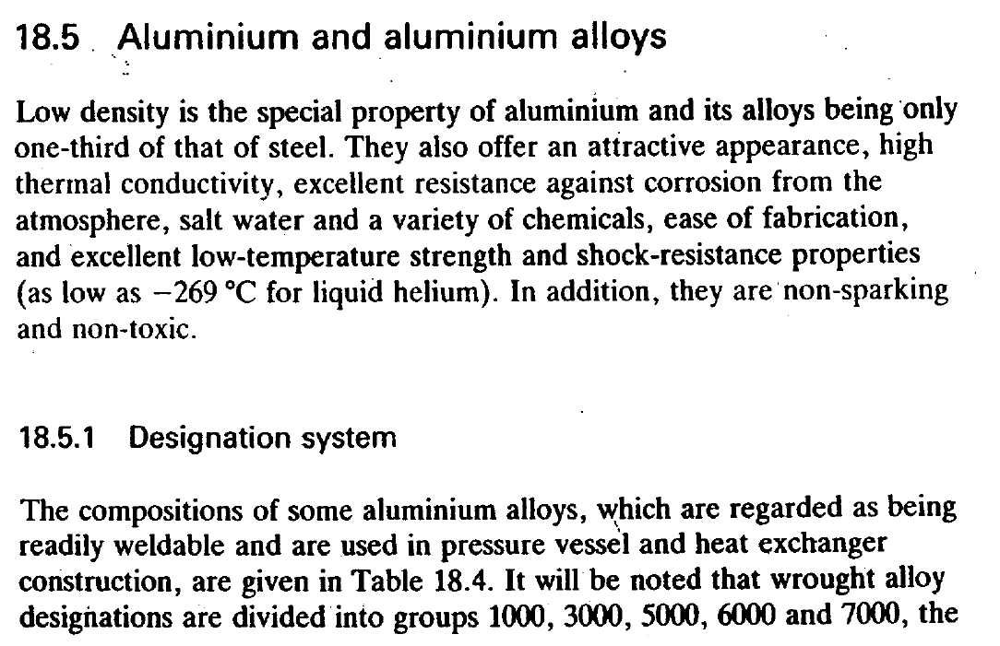 18.5 Aluminium and aluminium alloys
Low density is the special property of aluminium and its alloys being only
one-third of that of steel. They also offer an attractive appearance, high
thermal conductivity, excellent resistance against corrosion from the
atmosphere, salt water and a variety of chemicals, ease of fabrication,
and excellent low-temperature strength and shock-resistance properties
(as low as −269 °C for liquid helium). In addition, they are non-sparking
and non-toxic.
18.5.1 Designation system
The compositions of some aluminium alloys, which are regarded as being
readily weldable and are used in pressure vessel and heat exchanger
construction, are given in Table 18.4. It will be noted that wrought alloy
designations are divided into groups 1000, 3000, 5000, 6000 and 7000, the